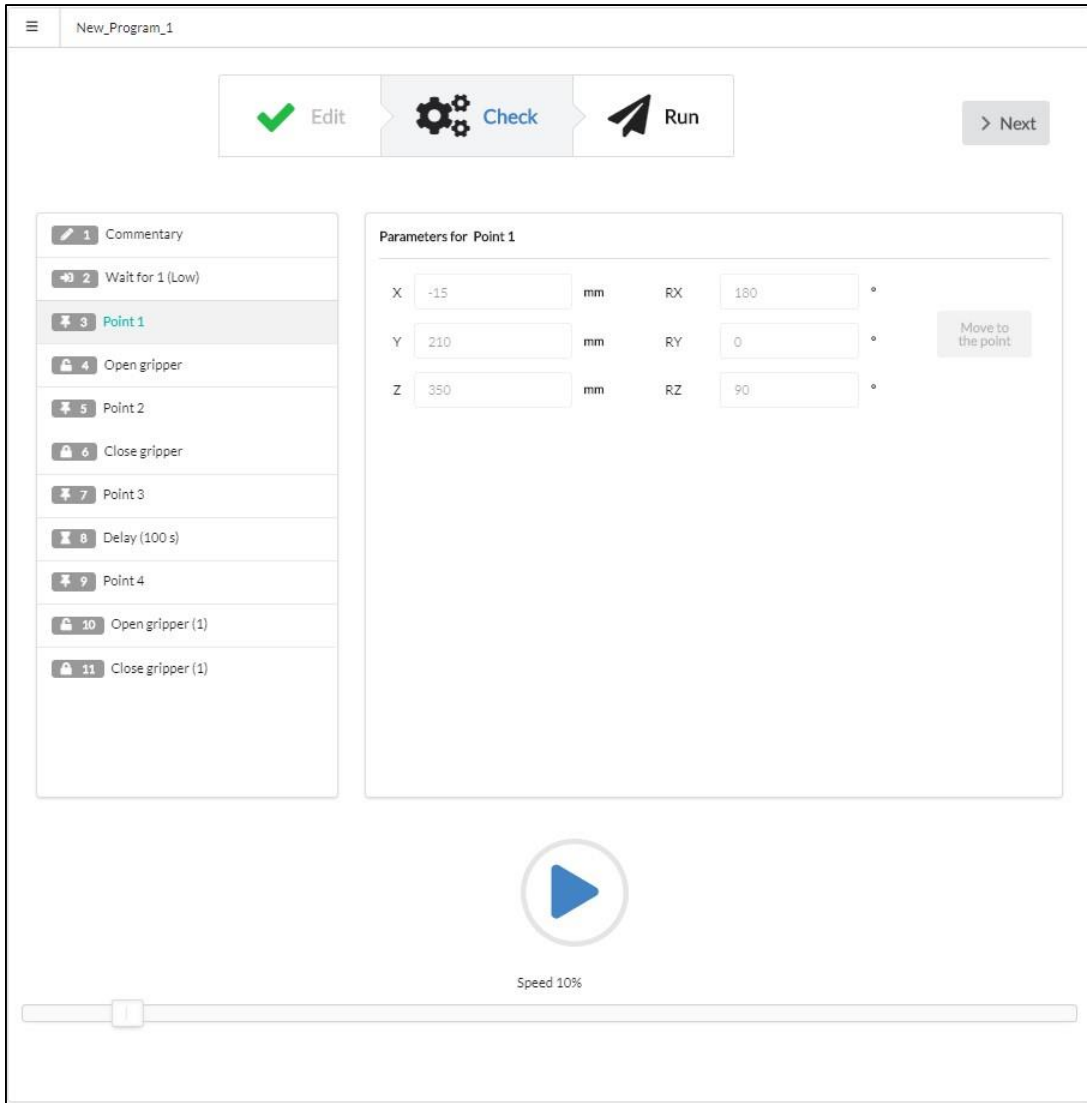 New_Program_1
Edit
Check
Run
Next
1 Commentary
2 Wait for 1 (Low)
3 Point 1
4 Open gripper
5 Point 2
6 Close gripper
7 Point 3
8 Delay (100 s)
9 Point 4
10 Open gripper (1)
11 Close gripper (1)
Parameters for Point 1
X -15 mm RX 180 °
Y 210 mm RY 0 °
Z 350 mm RZ 90 °
Move to
the point
Speed 10%